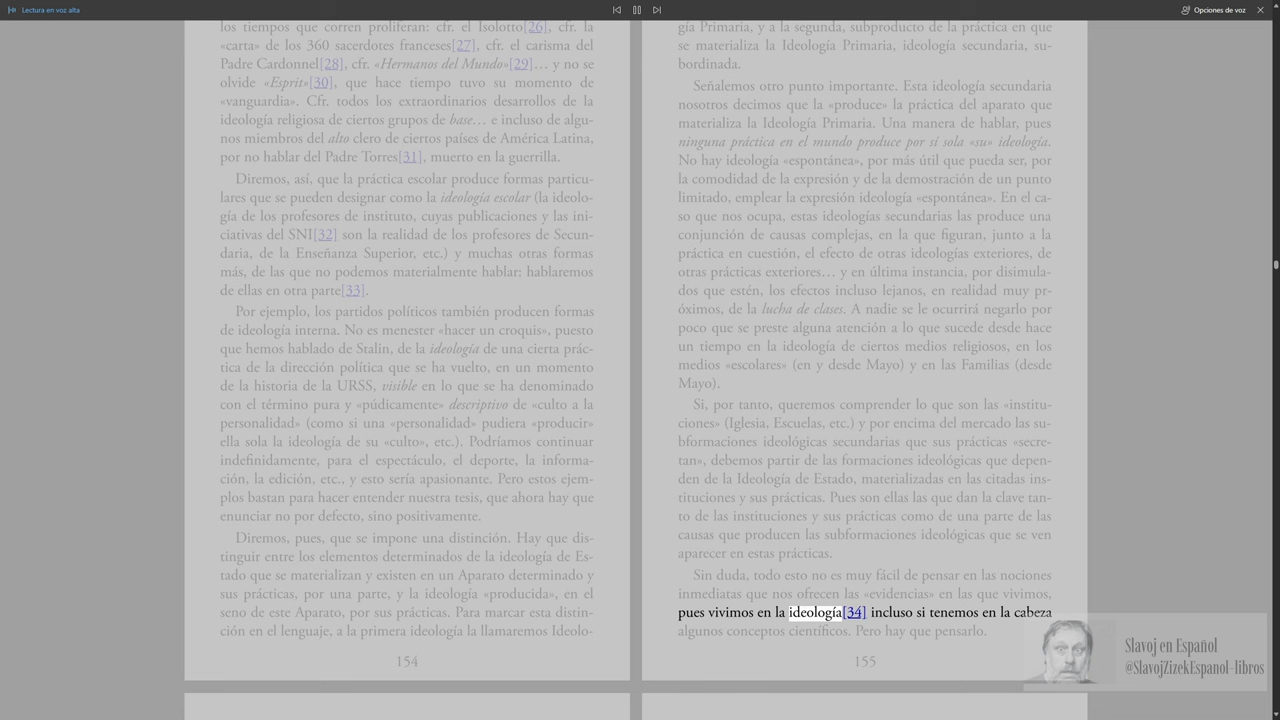 Lectura en voz alta
Opciones de voz
los tiempos que corren proliferan: cfr. el Isolotto[26], cfr. la
«carta» de los 360 sacerdotes franceses[27], cfr. el carisma del
Padre Cardonnel[28], cfr. «Hermanos del Mundo»[29]… y no se
olvide «Esprit»[30], que hace tiempo tuvo su momento de
«vanguardia». Cfr. todos los extraordinarios desarrollos de la
ideología religiosa de ciertos grupos de base… e incluso de algu-
nos miembros del alto clero de ciertos países de América Latina,
por no hablar del Padre Torres[31], muerto en la guerrilla.
Diremos, así, que la práctica escolar produce formas particu-
lares que se pueden designar como la ideología escolar (la ideolo-
gía de los profesores de instituto, cuyas publicaciones y las ini-
ciativas del SNI[32] son la realidad de los profesores de Secun-
daria, de la Enseñanza Superior, etc.) y muchas otras formas
más, de las que no podemos materialmente hablar: hablaremos
de ellas en otra parte[33].
Por ejemplo, los partidos políticos también producen formas
de ideología interna. No es menester «hacer un croquis», puesto
que hemos hablado de Stalin, de la ideología de una cierta prác-
tica de la dirección política que se ha vuelto, en un momento
de la historia de la URSS, visible en lo que se ha denominado
con el término pura y «púdicamente» descriptivo de «culto a la
personalidad» (como si una «personalidad» pudiera «producir»
ella sola la ideología de su «culto», etc.). Podríamos continuar
indefinidamente, para el espectáculo, el deporte, la informa-
ción, la edición, etc., y esto sería apasionante. Pero estos ejem-
plos bastan para hacer entender nuestra tesis, que ahora hay que
enunciar no por defecto, sino positivamente.
Diremos, pues, que se impone una distinción. Hay que dis-
tinguir entre los elementos determinados de la ideología de Es-
tado que se materializan y existen en un Aparato determinado y
sus prácticas, por una parte, y la ideología «producida», en el
seno de este Aparato, por sus prácticas. Para marcar esta distin-
ción en el lenguaje, a la primera ideología la llamaremos Ideolo-
154
gía Primaria, y a la segunda, subproducto de la práctica en que
se materializa la Ideología Primaria, ideología secundaria, su-
bordinada.
Señalemos otro punto importante. Esta ideología secundaria
nosotros decimos que la «produce» la práctica del aparato que
materializa la Ideología Primaria. Una manera de hablar, pues
ninguna práctica en el mundo produce por sí sola «su» ideología.
No hay ideología «espontánea», por más útil que pueda ser, por
la comodidad de la expresión y de la demostración de un punto
limitado, emplear la expresión ideología «espontánea». En el ca-
so que nos ocupa, estas ideologías secundarias las produce una
conjunción de causas complejas, en la que figuran, junto a la
práctica en cuestión, el efecto de otras ideologías exteriores, de
otras prácticas exteriores… y en última instancia, por disimula-
dos que estén, los efectos incluso lejanos, en realidad muy pr-
óximos, de la lucha de clases. A nadie se le ocurrirá negarlo por
poco que se preste alguna atención a lo que sucede desde hace
un tiempo en la ideología de ciertos medios religiosos, en los
medios «escolares» (en y desde Mayo) y en las Familias (desde
Mayo).
Si, por tanto, queremos comprender lo que son las «institu-
ciones» (Iglesia, Escuelas, etc.) y por encima del mercado las su-
bformaciones ideológicas secundarias que sus prácticas «secre-
tan», debemos partir de las formaciones ideológicas que depen-
den de la Ideología de Estado, materializadas en las citadas ins-
tituciones y sus prácticas. Pues son ellas las que dan la clave tan-
to de las instituciones y sus prácticas como de una parte de las
causas que producen las subformaciones ideológicas que se ven
aparecer en estas prácticas.
Sin duda, todo esto no es muy fácil de pensar en las nociones
inmediatas que nos ofrecen las «evidencias» en las que vivimos,
pues vivimos en la ideología[34] incluso si tenemos en la cabeza
algunos conceptos científicos. Pero hay que pensarlo.
155
Slavoj en Español
@SlavojZizekEspanol-libros